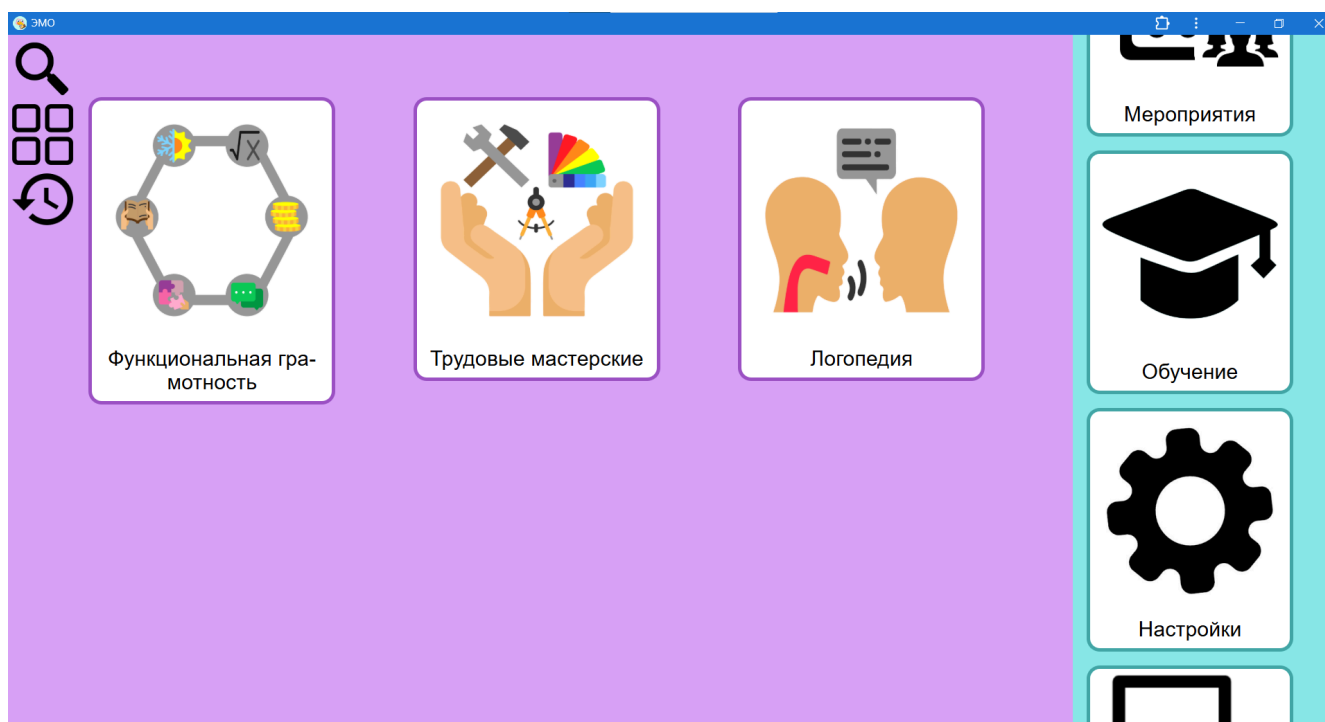 ЭМО
Функциональная гра-
мотность
Трудовые мастерские
Логопедия
Мероприятия
Обучение
Настройки